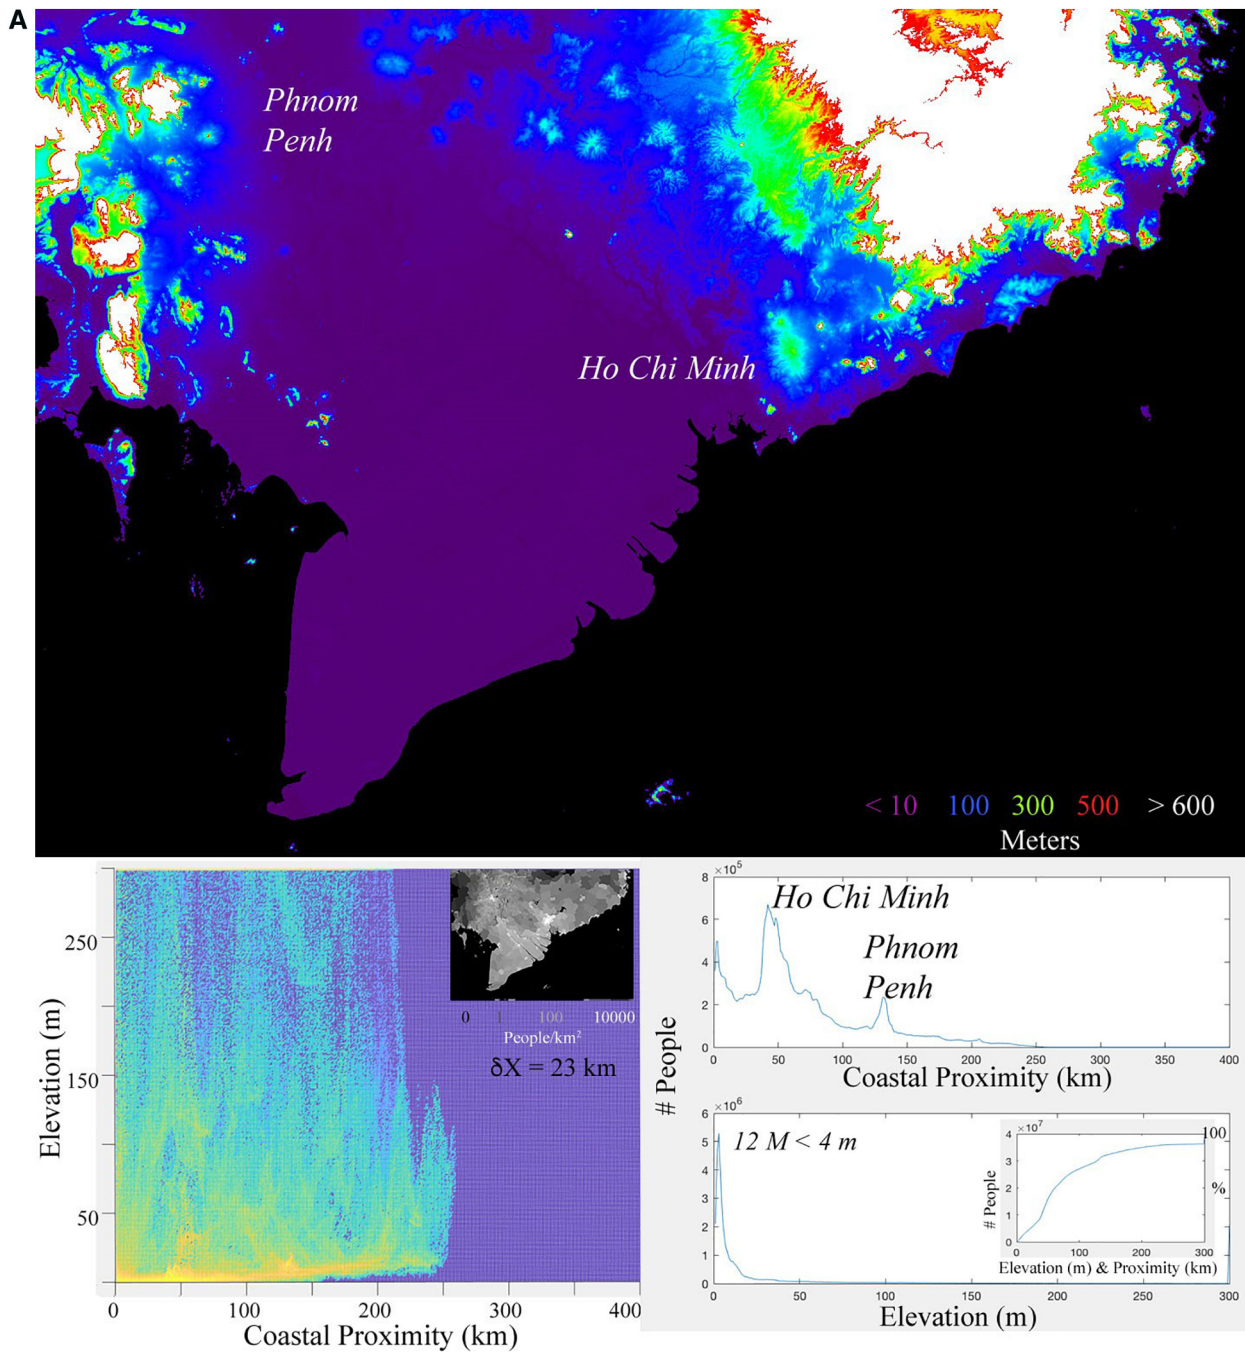 A
Phnom
Penh
Ho Chi Minh
< 10 100 300 500 > 600
Meters
250
150
50
Elevation (m)
0 100 200 300 400
Coastal Proximity (km)
0 1 100 10000
People/km²
δX = 23 km
×10⁵
8
6
4
2
0
Ho Chi Minh
Phnom
Penh
0 50 100 150 200 250 300 350 400
Coastal Proximity (km)
# People
×10⁶
6
5
4
3
2
1
0
12 M < 4 m
0 50 100 150 200 250 300
Elevation (m)
×10⁷
4
3
2
1
0
# People
100
%
0 100 200 300
Elevation (m) & Proximity (km)